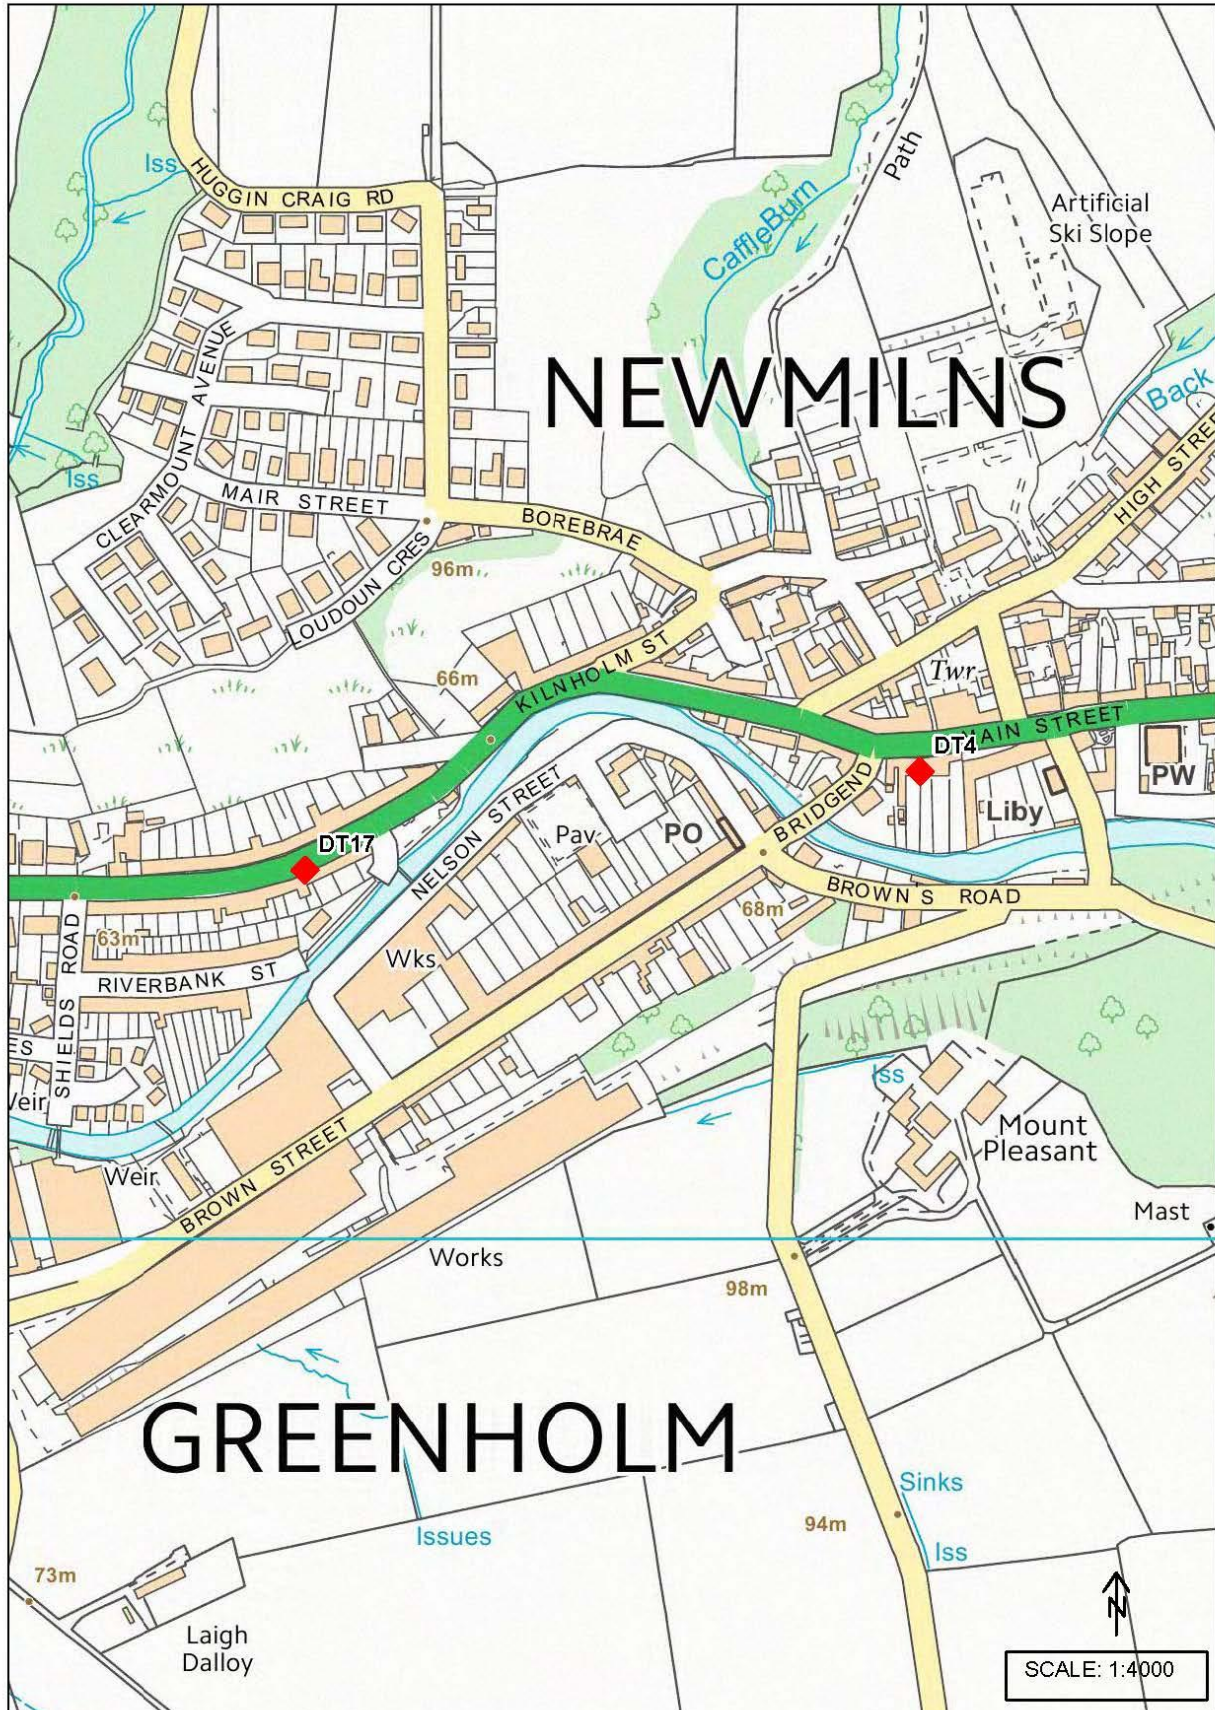 Iss
HUGGIN CRAIG RD
Path
Artificial
Ski Slope
Caffle Burn
NEWMILNS
Back
AVENUE
Iss
CLEARMOUNT
MAIR STREET
HIGH STREE
BOREBRAE
LOUDOUN CRES
96m
KILNHOLM ST
66m
Twr
MAIN STREET
DT4
PW
NELSON STREET
BRIDGEND
Liby
Pav
PO
DT17
BROWN'S ROAD
68m
63m
Wks
RIVERBANK ST
SHIELDS ROAD
ES
Weir
Iss
Mount
Pleasant
Weir
BROWN STREET
Mast
Works
98m
GREENHOLM
Sinks
94m
Issues
Iss
73m
N
Laigh
Dalloy
SCALE: 1:4000